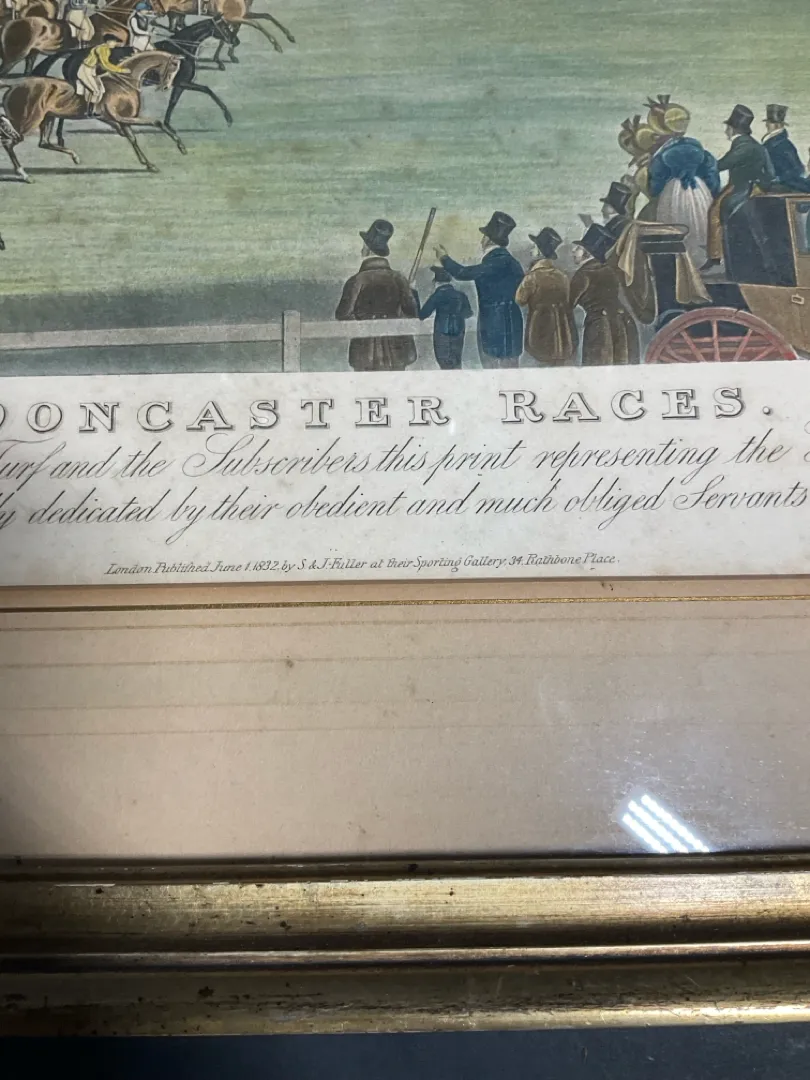 DONCASTER RACES.
Turf and the Subscribers this print representing the
dedicated by their obedient and much obliged Servants
London. Published June 1, 1832, by S & J. Fuller at their Sporting Gallery, 34, Rathbone Place.